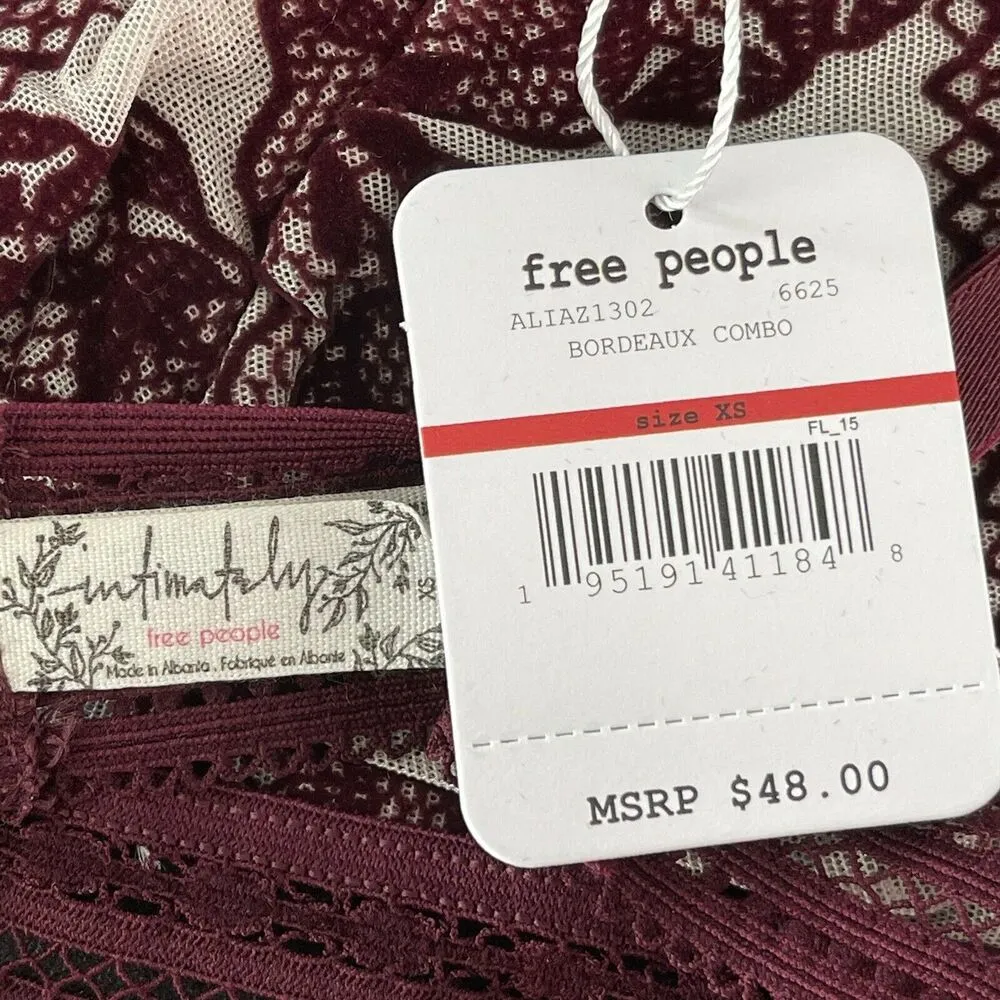 free people
ALIAZ1302 6625
BORDEAUX COMBO
size XS
FL_15
1 95191 41184 8
MSRP $48.00
intimately
free people
Made in Albania . Fabriqué en Albanie
XS